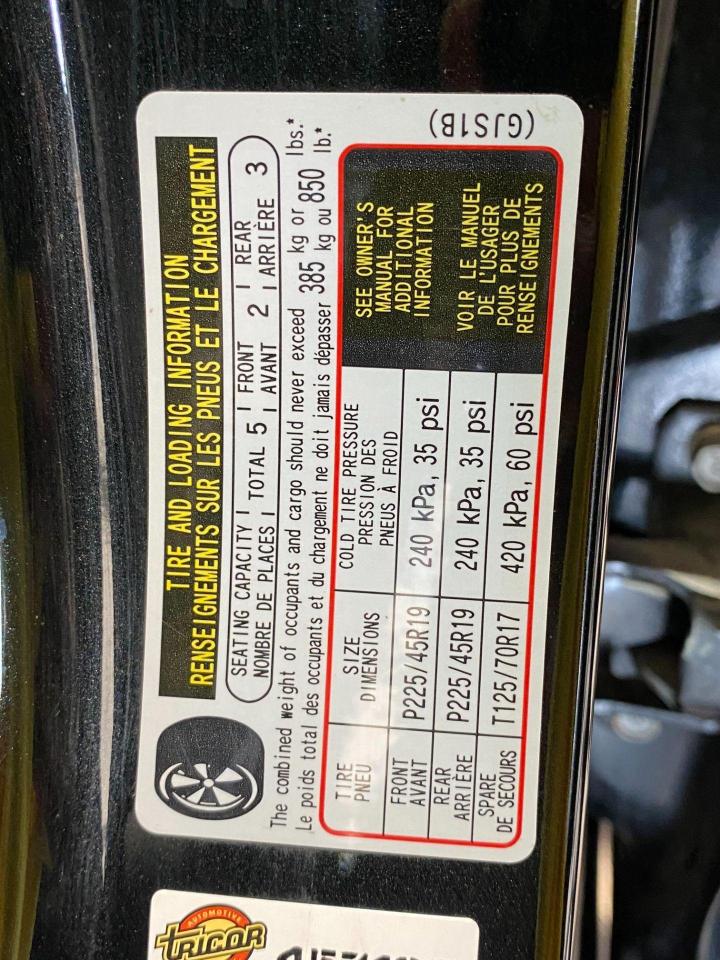 TIRE AND LOADING INFORMATION
RENSEIGNEMENTS SUR LES PNEUS ET LE CHARGEMENT
SEATING CAPACITY TOTAL 5 FRONT 2 REAR 3
NOMBRE DE PLACES AVANT ARRIÈRE
The combined weight of occupants and cargo should never exceed 385 kg or 850 lbs.*
Le poids total des occupants et du chargement ne doit jamais dépasser kg ou lb.*
TIRE SIZE COLD TIRE PRESSURE
PNEU DIMENSIONS PRESSION DES
PNEUS À FROID
FRONT P225/45R19 240 kPa, 35 psi
AVANT
REAR P225/45R19 240 kPa, 35 psi
ARRIÈRE
SPARE T125/70R17 420 kPa, 60 psi
DE SECOURS
SEE OWNER'S
MANUAL FOR
ADDITIONAL
INFORMATION
VOIR LE MANUEL
DE L'USAGER
POUR PLUS DE
RENSEIGNEMENTS
(GJS1B)
AUTOMOTIVE
TRICOR